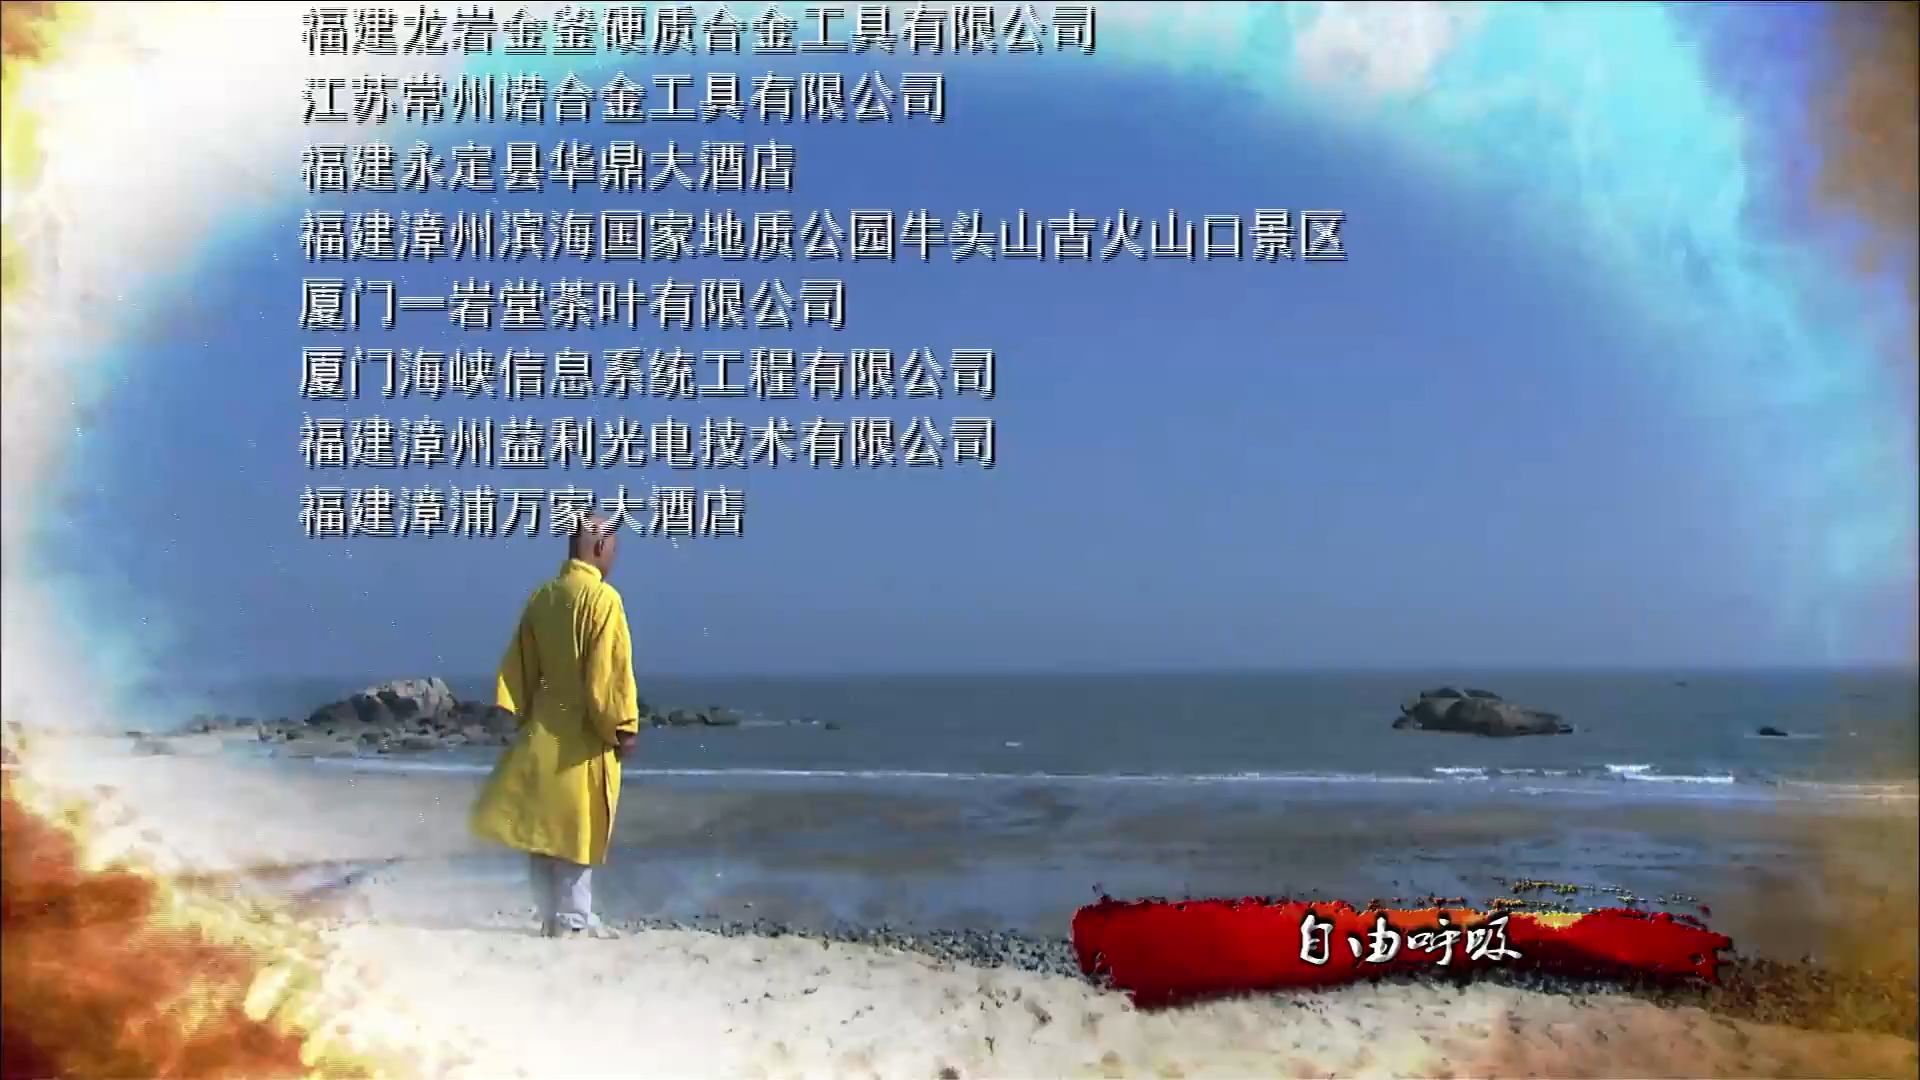 福建龙岩金釜硬质合金工具有限公司
江苏常州诺合金工具有限公司
福建永定县华鼎大酒店
福建漳州滨海国家地质公园牛头山古火山口景区
厦门一岩堂茶叶有限公司
厦门海峡信息系统工程有限公司
福建漳州益利光电技术有限公司
福建漳浦万家大酒店
自由呼吸